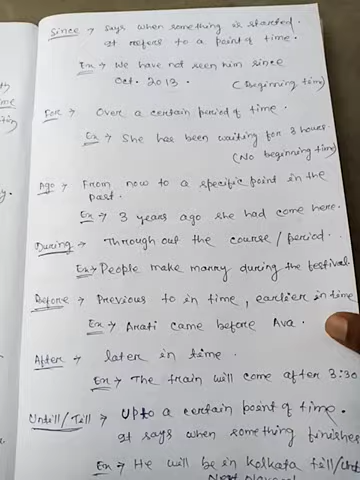 Since → Says when something is started.
It refers to a point of time.
Ex → We have not seen him since
Oct. 2013. (Beginning time)
For → Over a certain period of time.
Ex → She has been waiting for 3 hours.
(No beginning time)
Ago → From now to a specific point in the
past.
Ex → 3 years ago she had come here.
During → Through out the course/period.
Ex → People make marry during the festival
Before → Previous to in time, earlier in time
Ex → Arati came before Ava.
After → later in time.
Ex → The train will come after 3:30
Untill/Till → Upto a certain point of time.
It says when something finishes
Ex → He will be in Kolkata till/until
Next